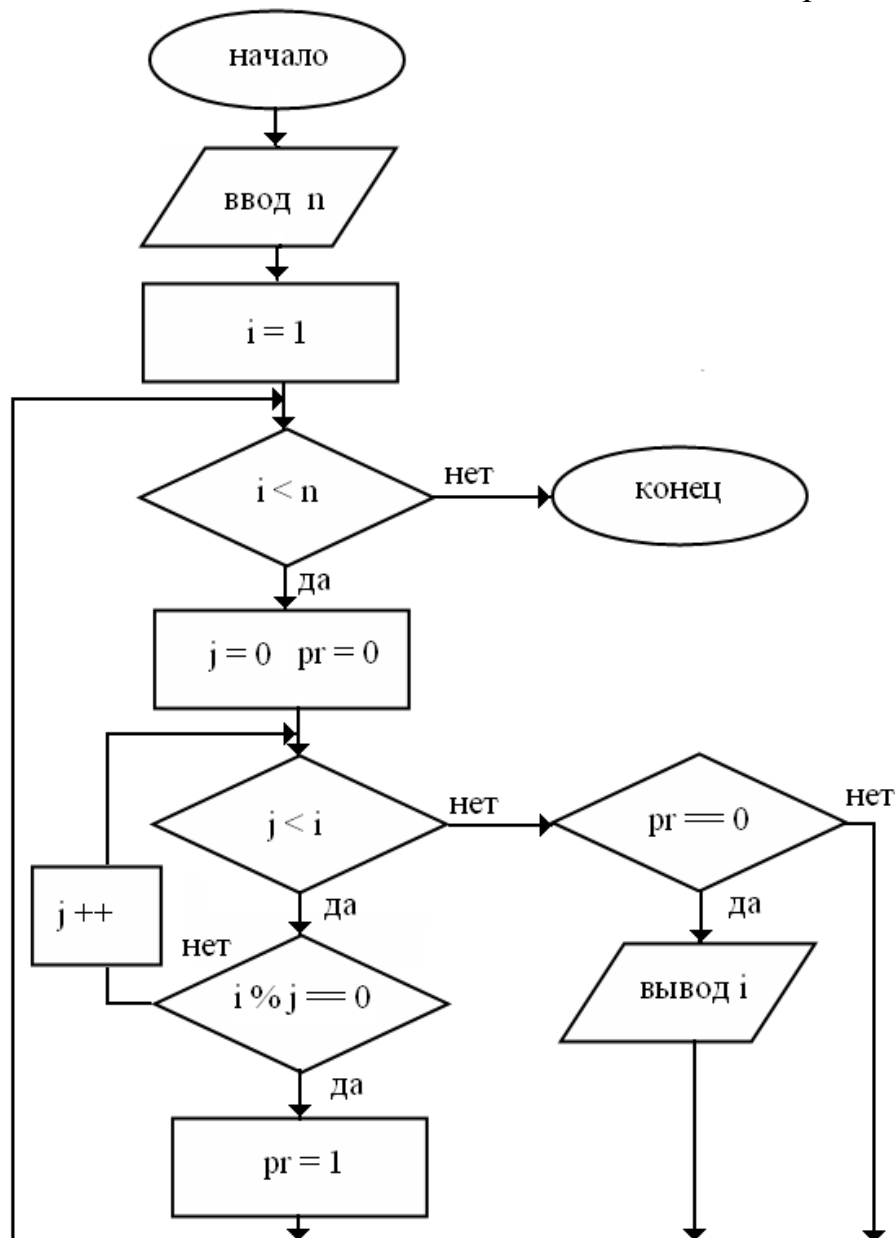 начало
ввод n
i = 1
i < n
нет
конец
да
j = 0 pr = 0
j < i
нет
pr == 0
нет
j ++
да
да
нет
i % j == 0
вывод i
да
pr = 1